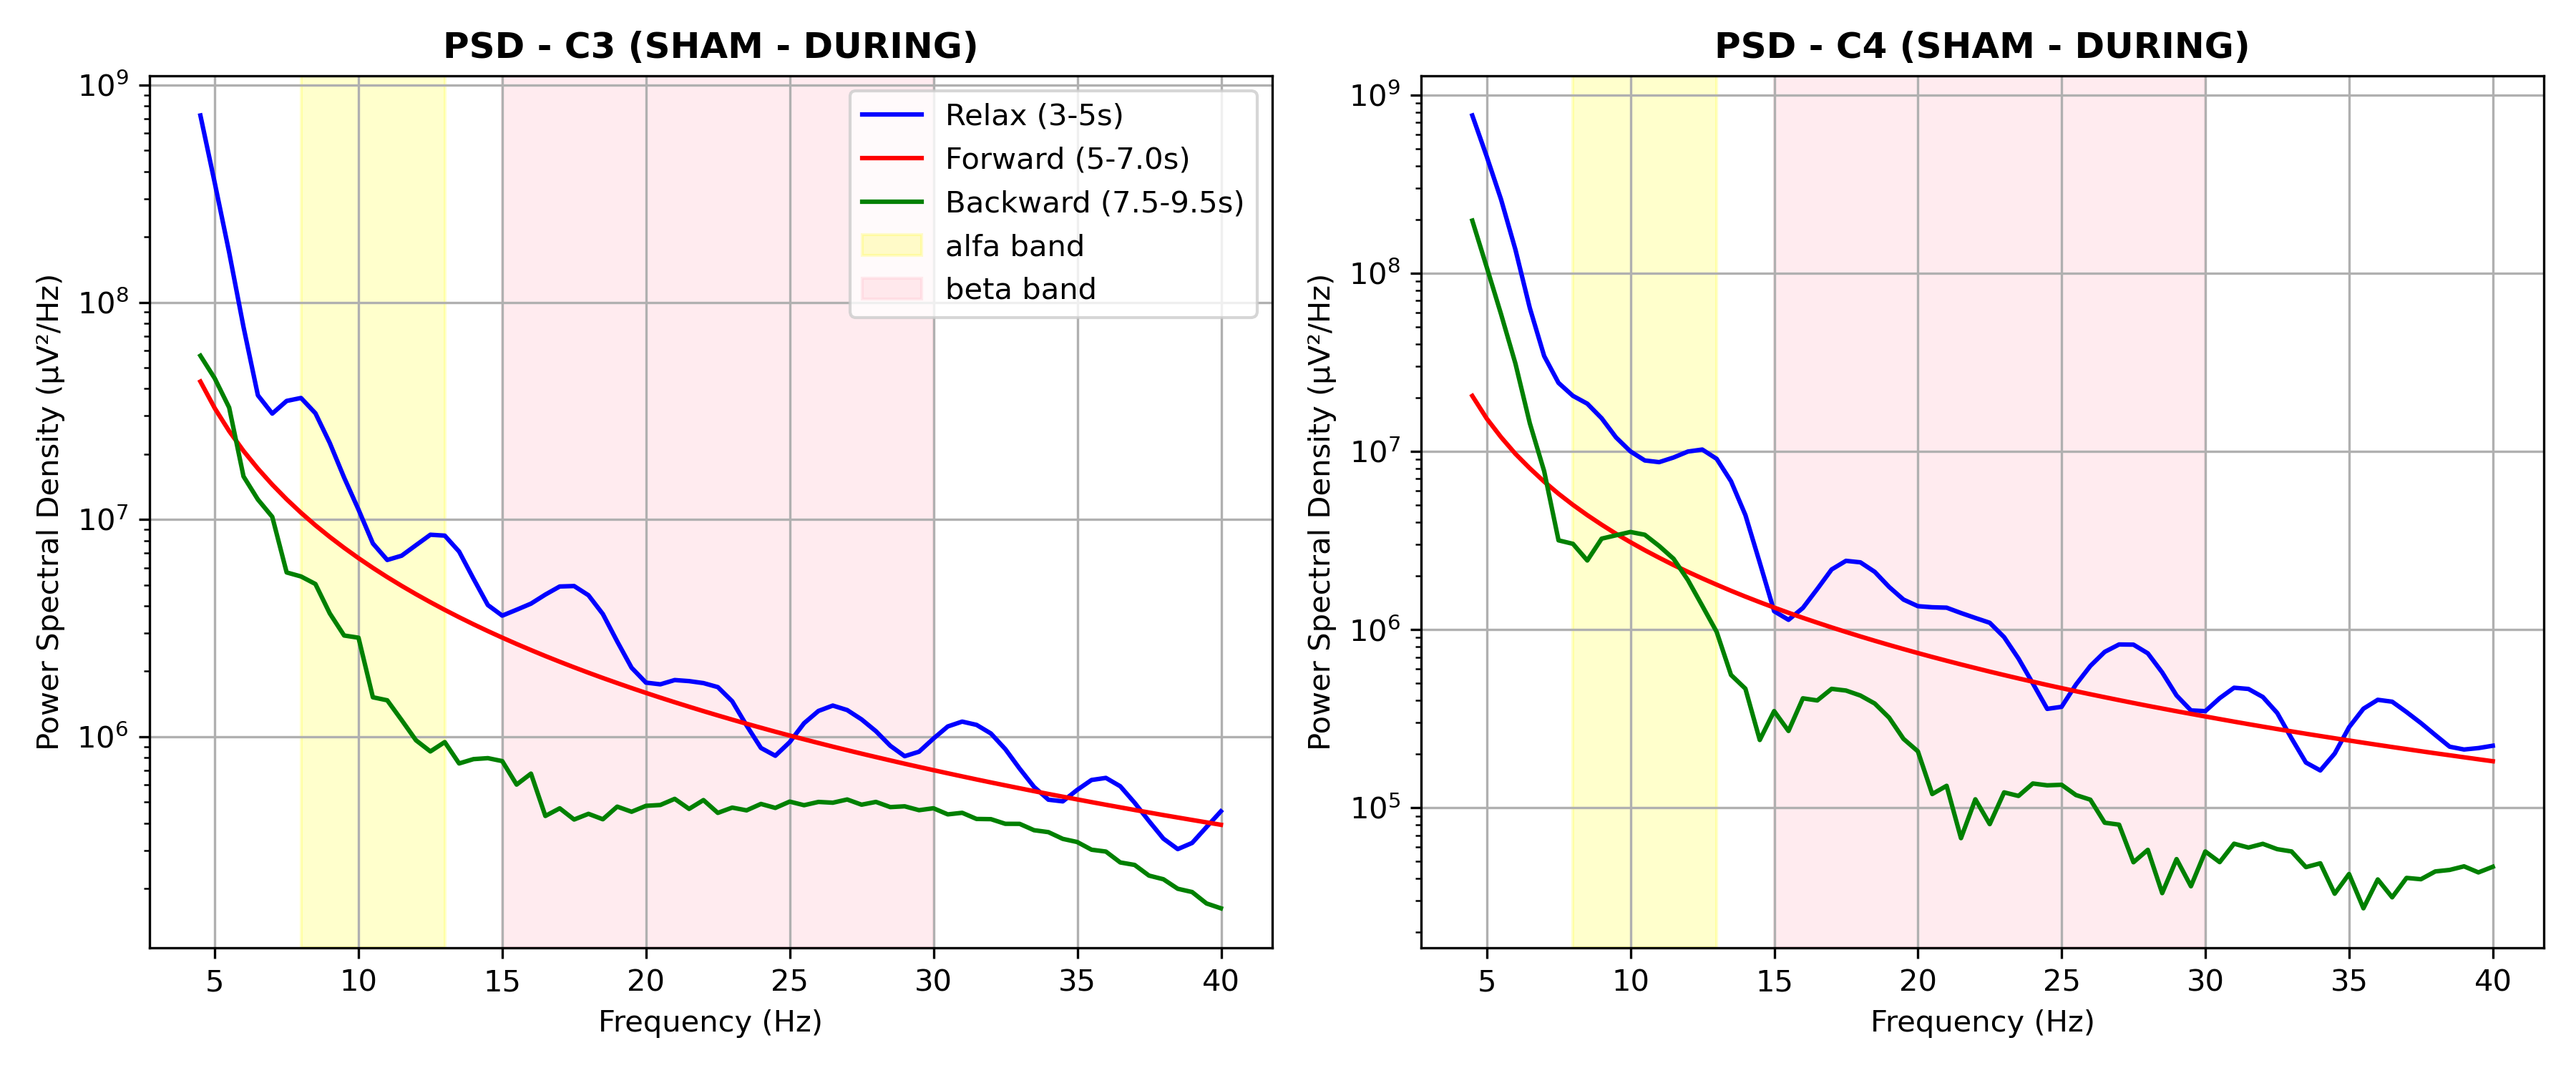 PSD - C3 (SHAM - DURING)
Power Spectral Density (µV²/Hz)
10⁹
10⁸
10⁷
10⁶
Relax (3-5s)
Forward (5-7.0s)
Backward (7.5-9.5s)
alfa band
beta band
5 10 15 20 25 30 35 40
Frequency (Hz)
PSD - C4 (SHAM - DURING)
Power Spectral Density (µV²/Hz)
10⁹
10⁸
10⁷
10⁶
10⁵
5 10 15 20 25 30 35 40
Frequency (Hz)